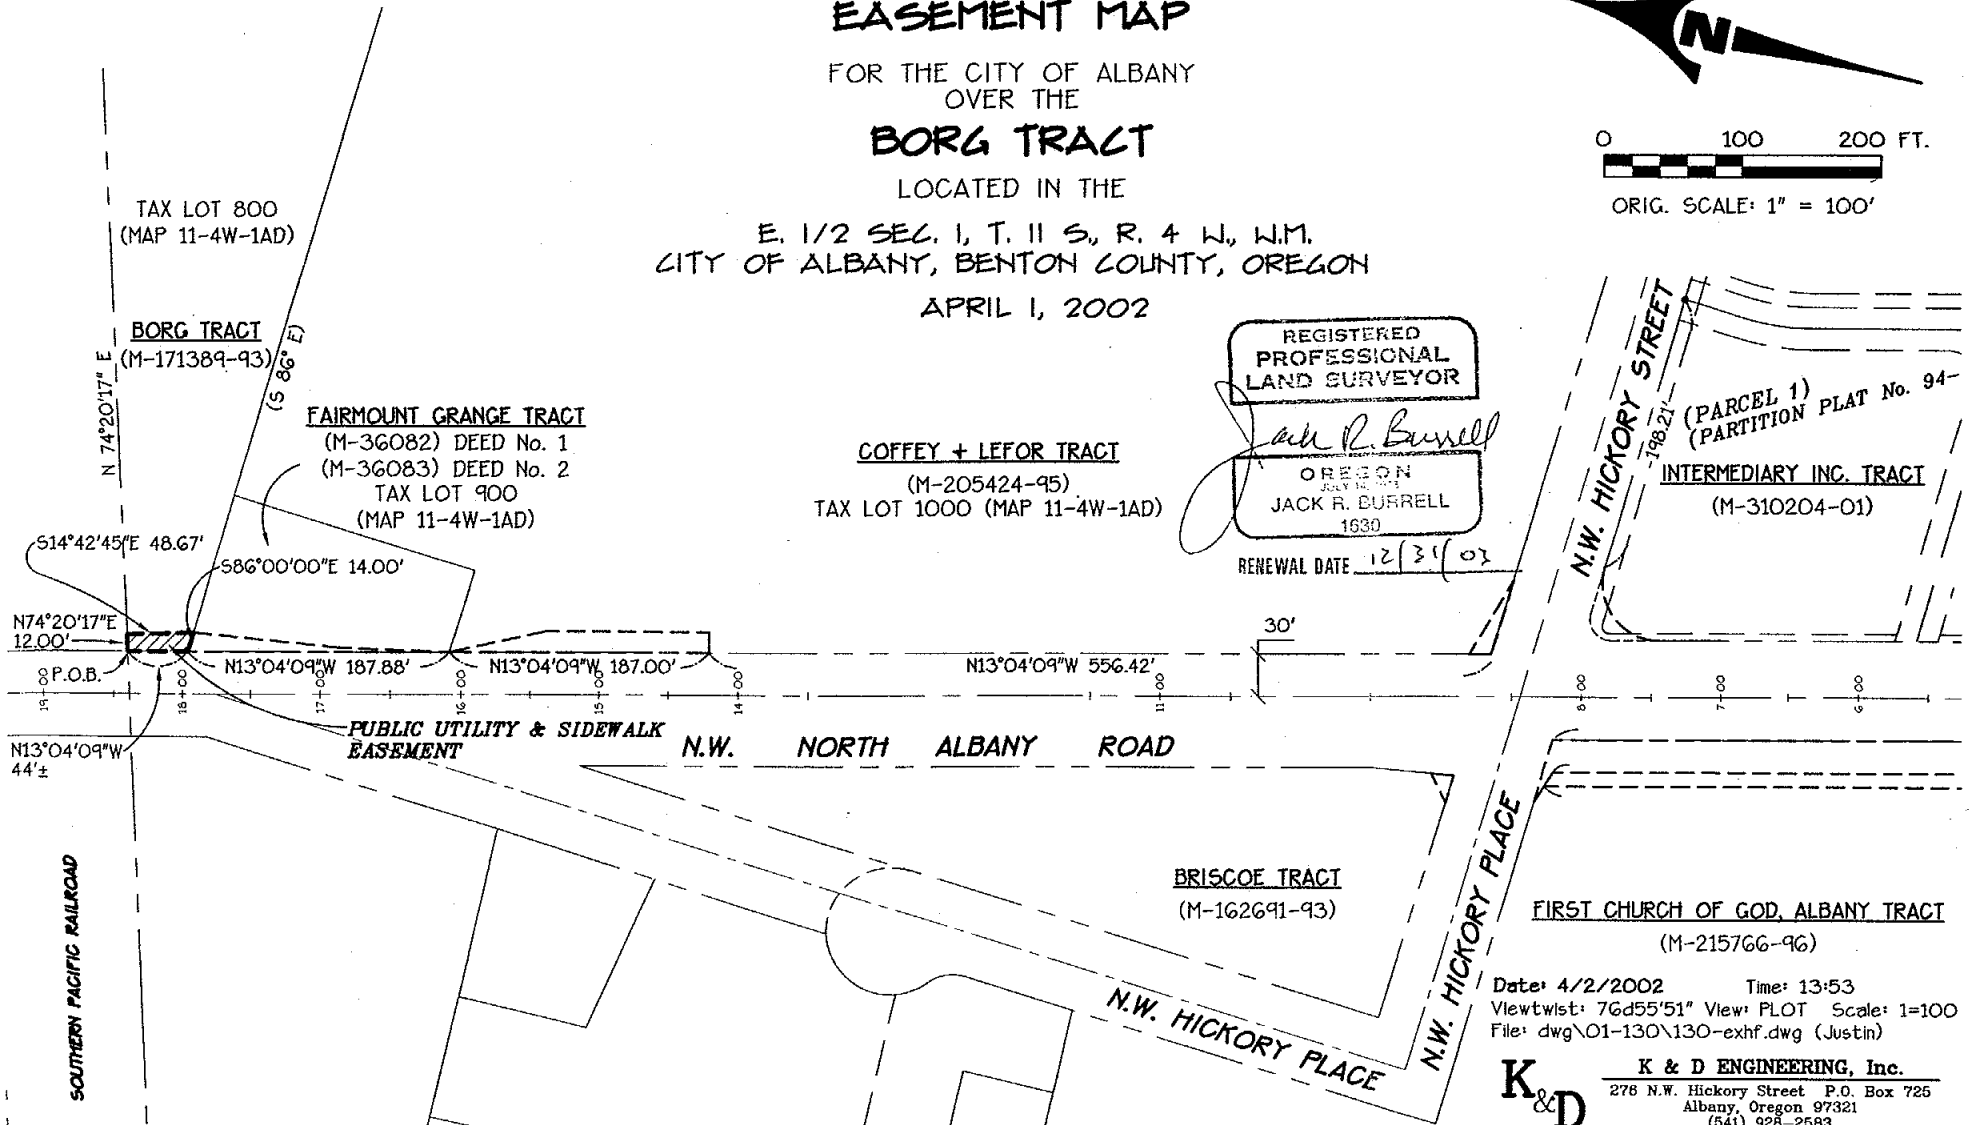 EASEMENT MAP
FOR THE CITY OF ALBANY
OVER THE
BORG TRACT
LOCATED IN THE
E. 1/2 SEC. 1, T. 11 S., R. 4 W., W.M.
CITY OF ALBANY, BENTON COUNTY, OREGON
APRIL 1, 2002
N
0 100 200 FT.
ORIG. SCALE: 1" = 100'
TAX LOT 800
(MAP 11-4W-1AD)
BORG TRACT
(M-171389-93)
N 74°20'17" E
(S 86° E)
FAIRMOUNT GRANGE TRACT
(M-36082) DEED No. 1
(M-36083) DEED No. 2
TAX LOT 900
(MAP 11-4W-1AD)
COFFEY + LEFOR TRACT
(M-205424-95)
TAX LOT 1000 (MAP 11-4W-1AD)
REGISTERED
PROFESSIONAL
LAND SURVEYOR
Jack R. Burrell
OREGON
JACK R. BURRELL
1630
RENEWAL DATE 12/31/03
N.W. HICKORY STREET
198.21'
(PARCEL 1)
(PARTITION PLAT No. 94-
INTERMEDIARY INC. TRACT
(M-310204-01)
S14°42'45"E 48.67'
S86°00'00"E 14.00'
N74°20'17"E
12.00'
P.O.B.
N13°04'09"W 187.88'
N13°04'09"W 187.00'
N13°04'09"W 556.42'
30'
19+00
18+00
17+00
16+00
15+00
14+00
11+00
8+00
7+00
6+00
N13°04'09"W
44'±
PUBLIC UTILITY & SIDEWALK
EASEMENT
N.W. NORTH ALBANY ROAD
SOUTHERN PACIFIC RAILROAD
BRISCOE TRACT
(M-162691-93)
N.W. HICKORY PLACE
N.W. HICKORY PLACE
FIRST CHURCH OF GOD, ALBANY TRACT
(M-215766-96)
Date: 4/2/2002 Time: 13:53
Viewtwist: 76d55'51" View: PLOT Scale: 1=100
File: dwg\01-130\130-exhf.dwg (Justin)
K&D
K & D ENGINEERING, Inc.
276 N.W. Hickory Street P.O. Box 725
Albany, Oregon 97321
(541) 928-2583